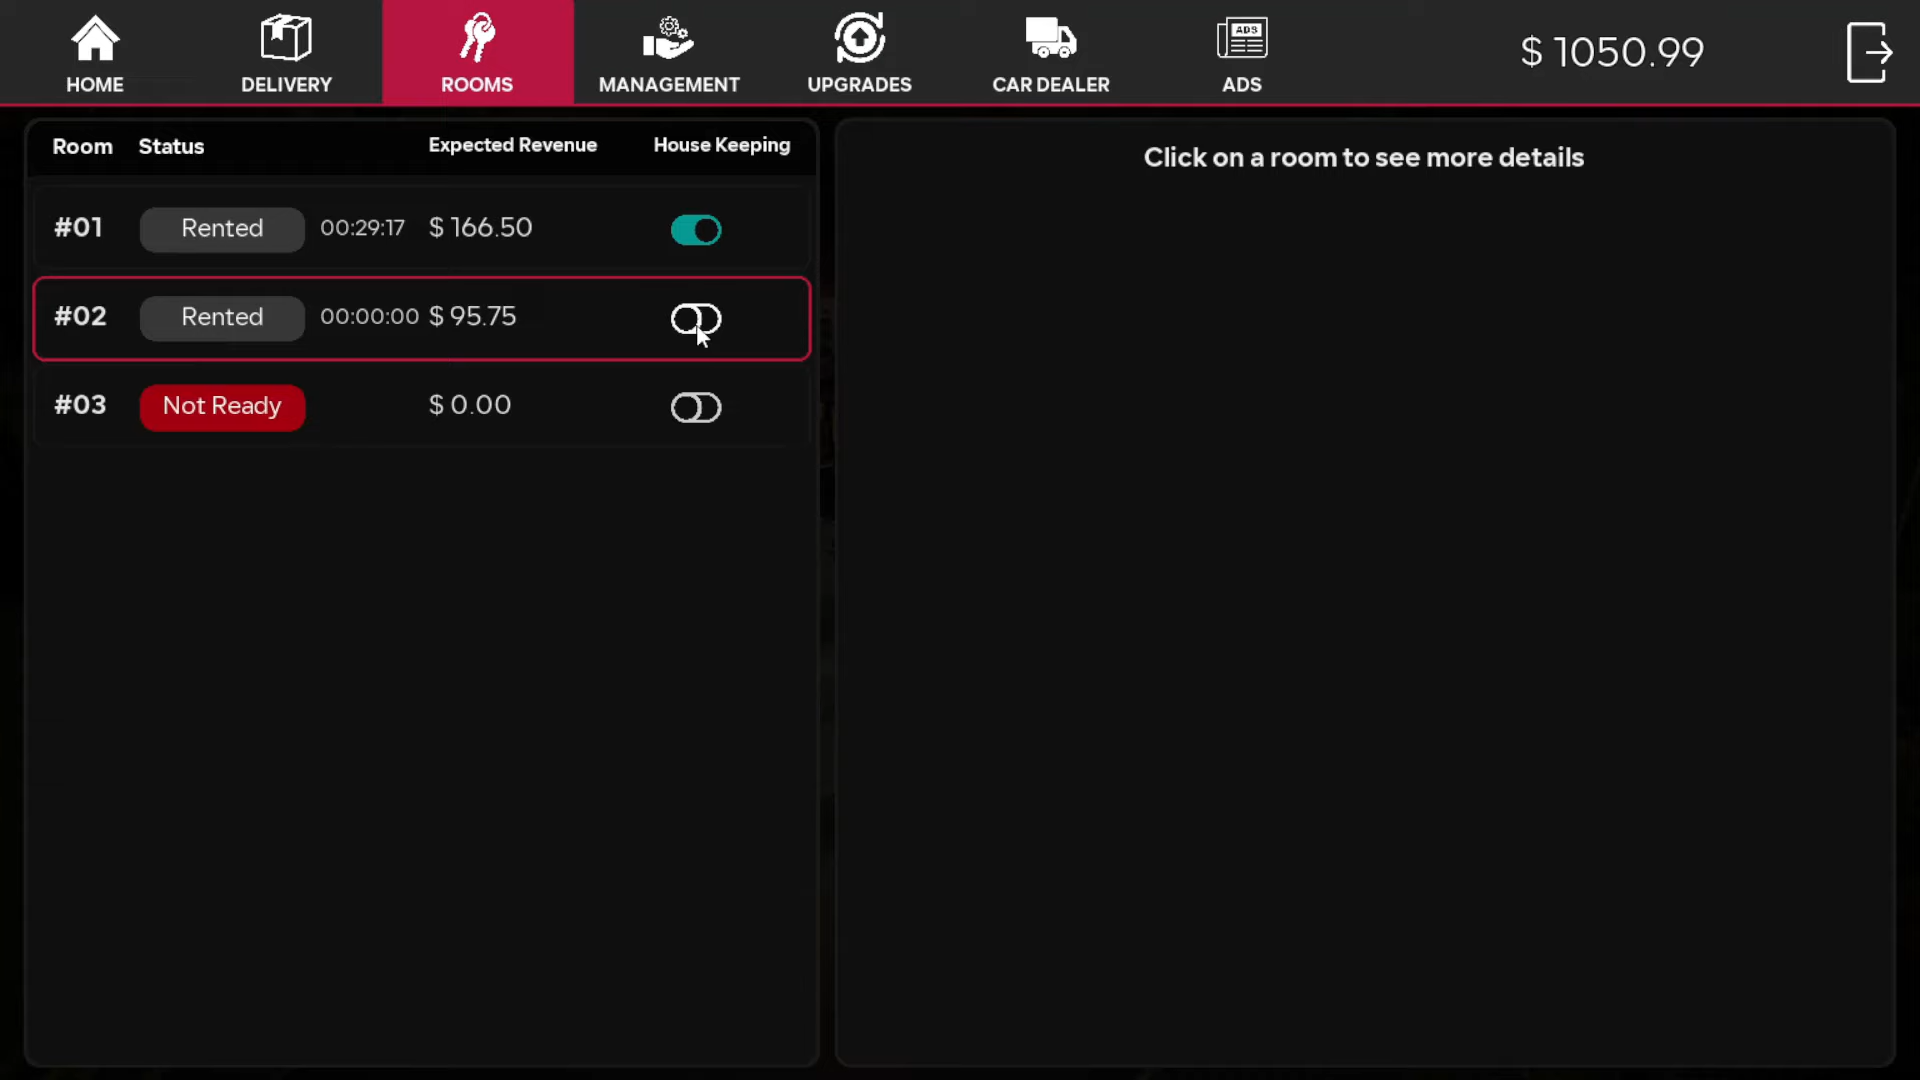 HOME
DELIVERY
ROOMS
MANAGEMENT
UPGRADES
CAR DEALER
ADS
ADS
$ 1050.99
Room Status Expected Revenue House Keeping
#01 Rented 00:29:17 $ 166.50
#02 Rented 00:00:00 $ 95.75
#03 Not Ready $ 0.00
Click on a room to see more details